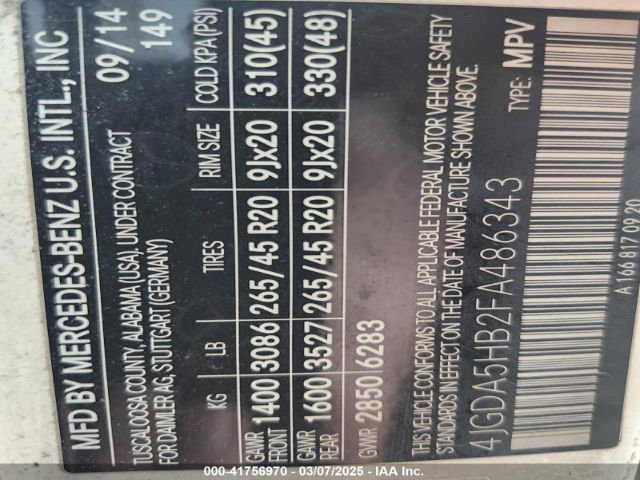 MFD BY MERCEDES-BENZ U.S. INTL., INC
09/14
149
TUSCALOOSA COUNTY, ALABAMA (USA), UNDER CONTRACT
FOR DAIMLER AG, STUTTGART (GERMANY)
KG LB TIRES RIM SIZE COLD KPA (PSI)
GAWR FRONT 1400 3086 265/45 R20 9Jx20 310(45)
GAWR REAR 1600 3527 265/45 R20 9Jx20 330(48)
GVWR 2850 6283
THIS VEHICLE CONFORMS TO ALL APPLICABLE FEDERAL MOTOR VEHICLE SAFETY
STANDARDS IN EFFECT ON THE DATE OF MANUFACTURE SHOWN ABOVE.
4JGDA5HB2FA486343 TYPE: MPV
A 166 817 09 20
000-41756970 | 03/07/2025 - IAA Inc.